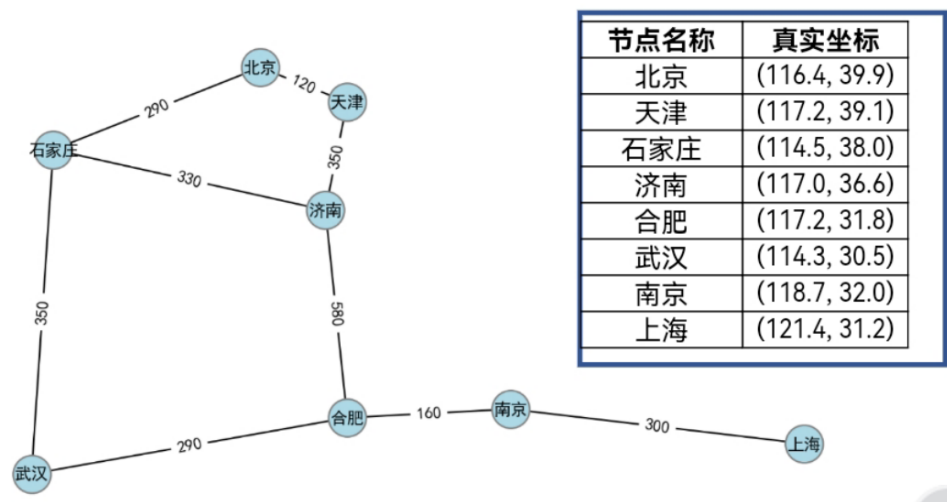 节点名称 真实坐标
北京 (116.4, 39.9)
天津 (117.2, 39.1)
石家庄 (114.5, 38.0)
济南 (117.0, 36.6)
合肥 (117.2, 31.8)
武汉 (114.3, 30.5)
南京 (118.7, 32.0)
上海 (121.4, 31.2)
北京
120
天津
290
石家庄
350
330
济南
350
580
合肥
160
南京
300
上海
290
武汉